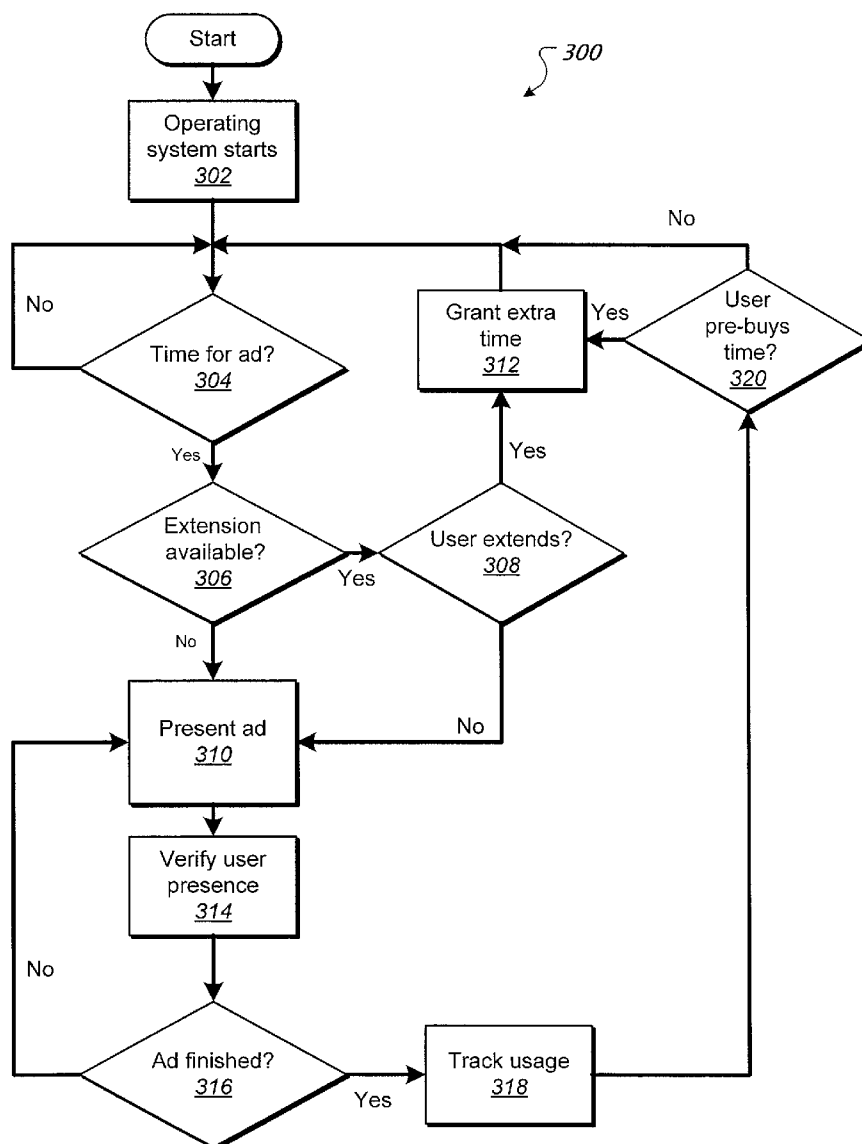 Start
300
Operating
system starts
302
No
No
Time for ad?
304
Grant extra
time
312
Yes
User
pre-buys
time?
320
Yes
Yes
Extension
available?
306
Yes
User extends?
308
No
No
Present ad
310
Verify user
presence
314
No
Ad finished?
316
Yes
Track usage
318